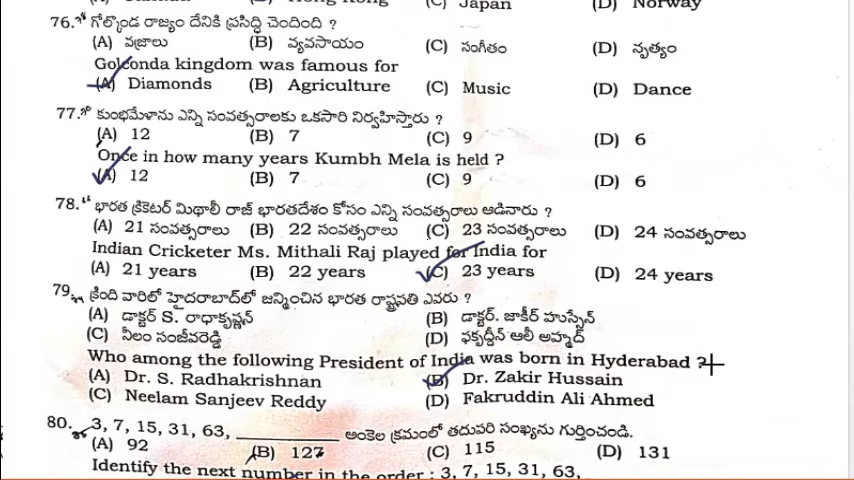 (C) Japan (D) Norway
76. గోల్కొండ రాజ్యం దేనికి ప్రసిద్ధి చెందింది ?
(A) వజ్రాలు (B) వ్యవసాయం (C) సంగీతం (D) నృత్యం
Golconda kingdom was famous for
(A) Diamonds (B) Agriculture (C) Music (D) Dance
77. కుంభమేళాను ఎన్ని సంవత్సరాలకు ఒకసారి నిర్వహిస్తారు ?
(A) 12 (B) 7 (C) 9 (D) 6
Once in how many years Kumbh Mela is held ?
(A) 12 (B) 7 (C) 9 (D) 6
78. భారత క్రికెటర్ మిథాలీ రాజ్ భారతదేశం కోసం ఎన్ని సంవత్సరాలు ఆడినారు ?
(A) 21 సంవత్సరాలు (B) 22 సంవత్సరాలు (C) 23 సంవత్సరాలు (D) 24 సంవత్సరాలు
Indian Cricketer Ms. Mithali Raj played for India for
(A) 21 years (B) 22 years (C) 23 years (D) 24 years
79. క్రింది వారిలో హైదరాబాద్‌లో జన్మించిన భారత రాష్ట్రపతి ఎవరు ?
(A) డాక్టర్ S. రాధాకృష్ణన్ (B) డాక్టర్. జాకీర్ హుస్సేన్
(C) నీలం సంజీవరెడ్డి (D) ఫక్రుద్దీన్ ఆలీ అహ్మద్
Who among the following President of India was born in Hyderabad ?
(A) Dr. S. Radhakrishnan (B) Dr. Zakir Hussain
(C) Neelam Sanjeev Reddy (D) Fakruddin Ali Ahmed
80. 3, 7, 15, 31, 63, __________ అంకెల క్రమంలో తదుపరి సంఖ్యను గుర్తించండి.
(A) 92 (B) 127 (C) 115 (D) 131
Identify the next number in the order : 3, 7, 15, 31, 63,